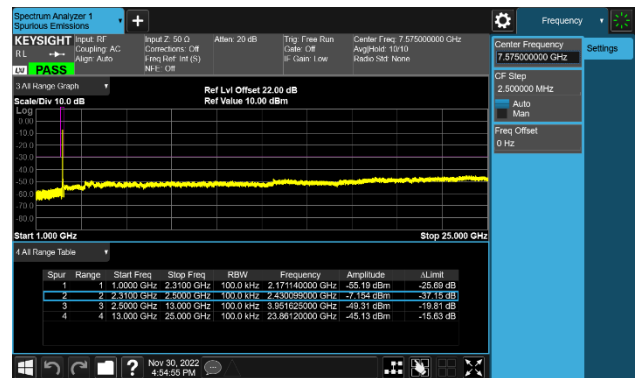 Spectrum Analyzer 1
Spurious Emissions
Frequency
KEYSIGHT Input: RF Input Z: 50 Ω Atten: 20 dB Trig: Free Run Center Freq: 7.575000000 GHz
RL Coupling: AC Corrections: Off Gate: Off Avg|Hold: 10/10
Align: Auto Freq Ref: Int (S) IF Gain: Low Radio Std: None
LV PASS NFE: Off
Center Frequency
7.575000000 GHz
Settings
CF Step
2.500000 MHz
Auto
Man
Freq Offset
0 Hz
3 All Range Graph
Ref Lvl Offset 22.00 dB
Scale/Div 10.0 dB Ref Value 10.00 dBm
Log
0.00
-10.0
-20.0
-30.0
-40.0
-50.0
-60.0
-70.0
-80.0
Start 1.000 GHz Stop 25.000 GHz
4 All Range Table
Spur Range Start Freq Stop Freq RBW Frequency Amplitude ΔLimit
1 1 1.0000 GHz 2.3100 GHz 100.0 kHz 2.171140000 GHz -55.19 dBm -25.69 dB
2 2 2.3100 GHz 2.5000 GHz 100.0 kHz 2.430099000 GHz -7.154 dBm -37.15 dB
3 3 2.5000 GHz 13.000 GHz 100.0 kHz 3.951625000 GHz -49.31 dBm -19.81 dB
4 4 13.000 GHz 25.000 GHz 100.0 kHz 23.86120000 GHz -45.13 dBm -15.63 dB
Nov 30, 2022
4:54:55 PM